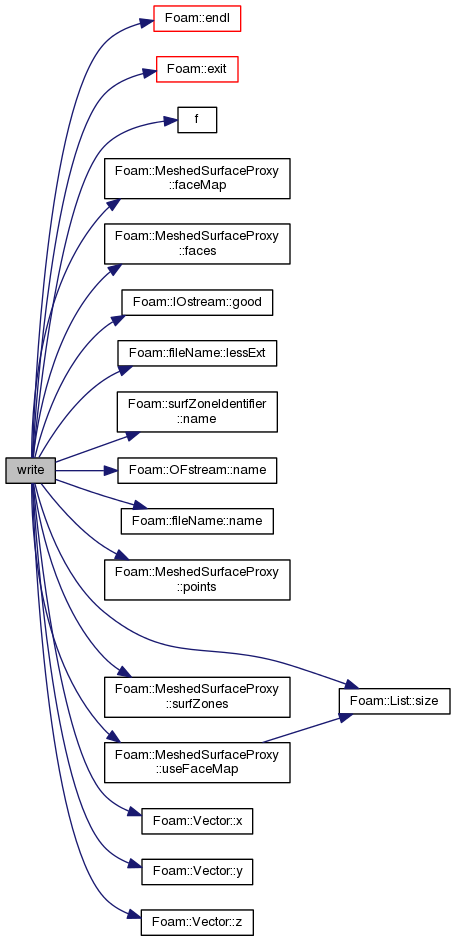 Foam::endl
Foam::exit
f
Foam::MeshedSurfaceProxy
::faceMap
Foam::MeshedSurfaceProxy
::faces
Foam::IOstream::good
Foam::fileName::lessExt
Foam::surfZoneIdentifier
::name
write
Foam::OFstream::name
Foam::fileName::name
Foam::MeshedSurfaceProxy
::points
Foam::MeshedSurfaceProxy
::surfZones
Foam::List::size
Foam::MeshedSurfaceProxy
::useFaceMap
Foam::Vector::x
Foam::Vector::y
Foam::Vector::z